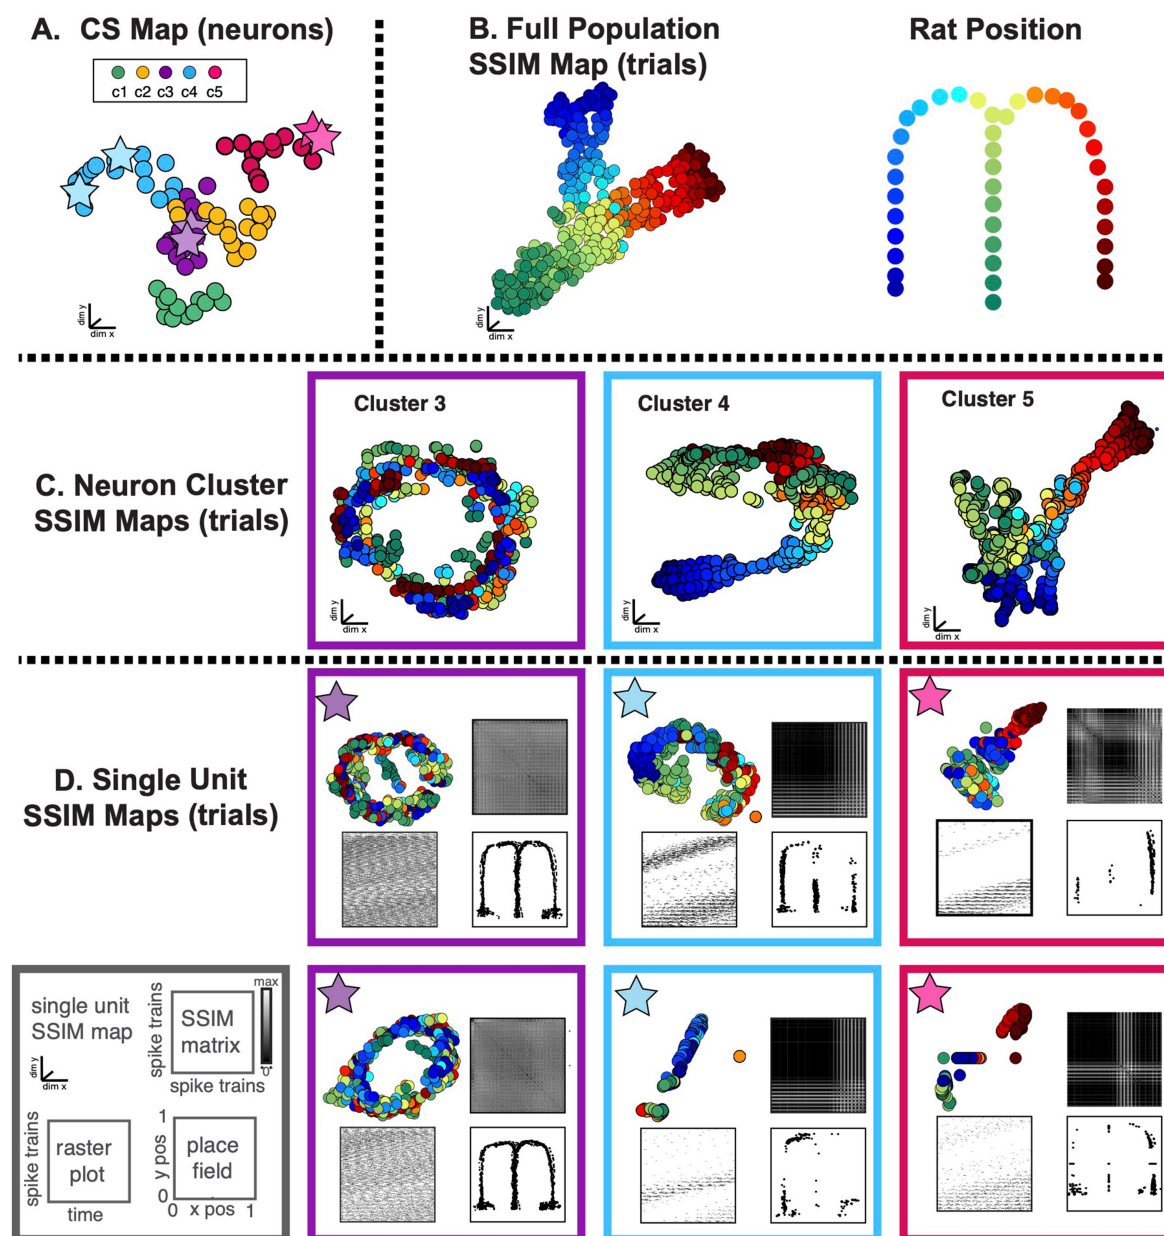 A. CS Map (neurons)
c1 c2 c3 c4 c5
dim y
dim x
B. Full Population
SSIM Map (trials)
dim y
dim x
Rat Position
C. Neuron Cluster
SSIM Maps (trials)
Cluster 3
dim y
dim x
Cluster 4
dim y
dim x
Cluster 5
dim y
dim x
D. Single Unit
SSIM Maps (trials)
single unit
SSIM map
dim y
dim x
spike trains
SSIM
matrix
spike trains
max
spike trains
raster
plot
time
1
y pos
0
place
field
0 x pos 1